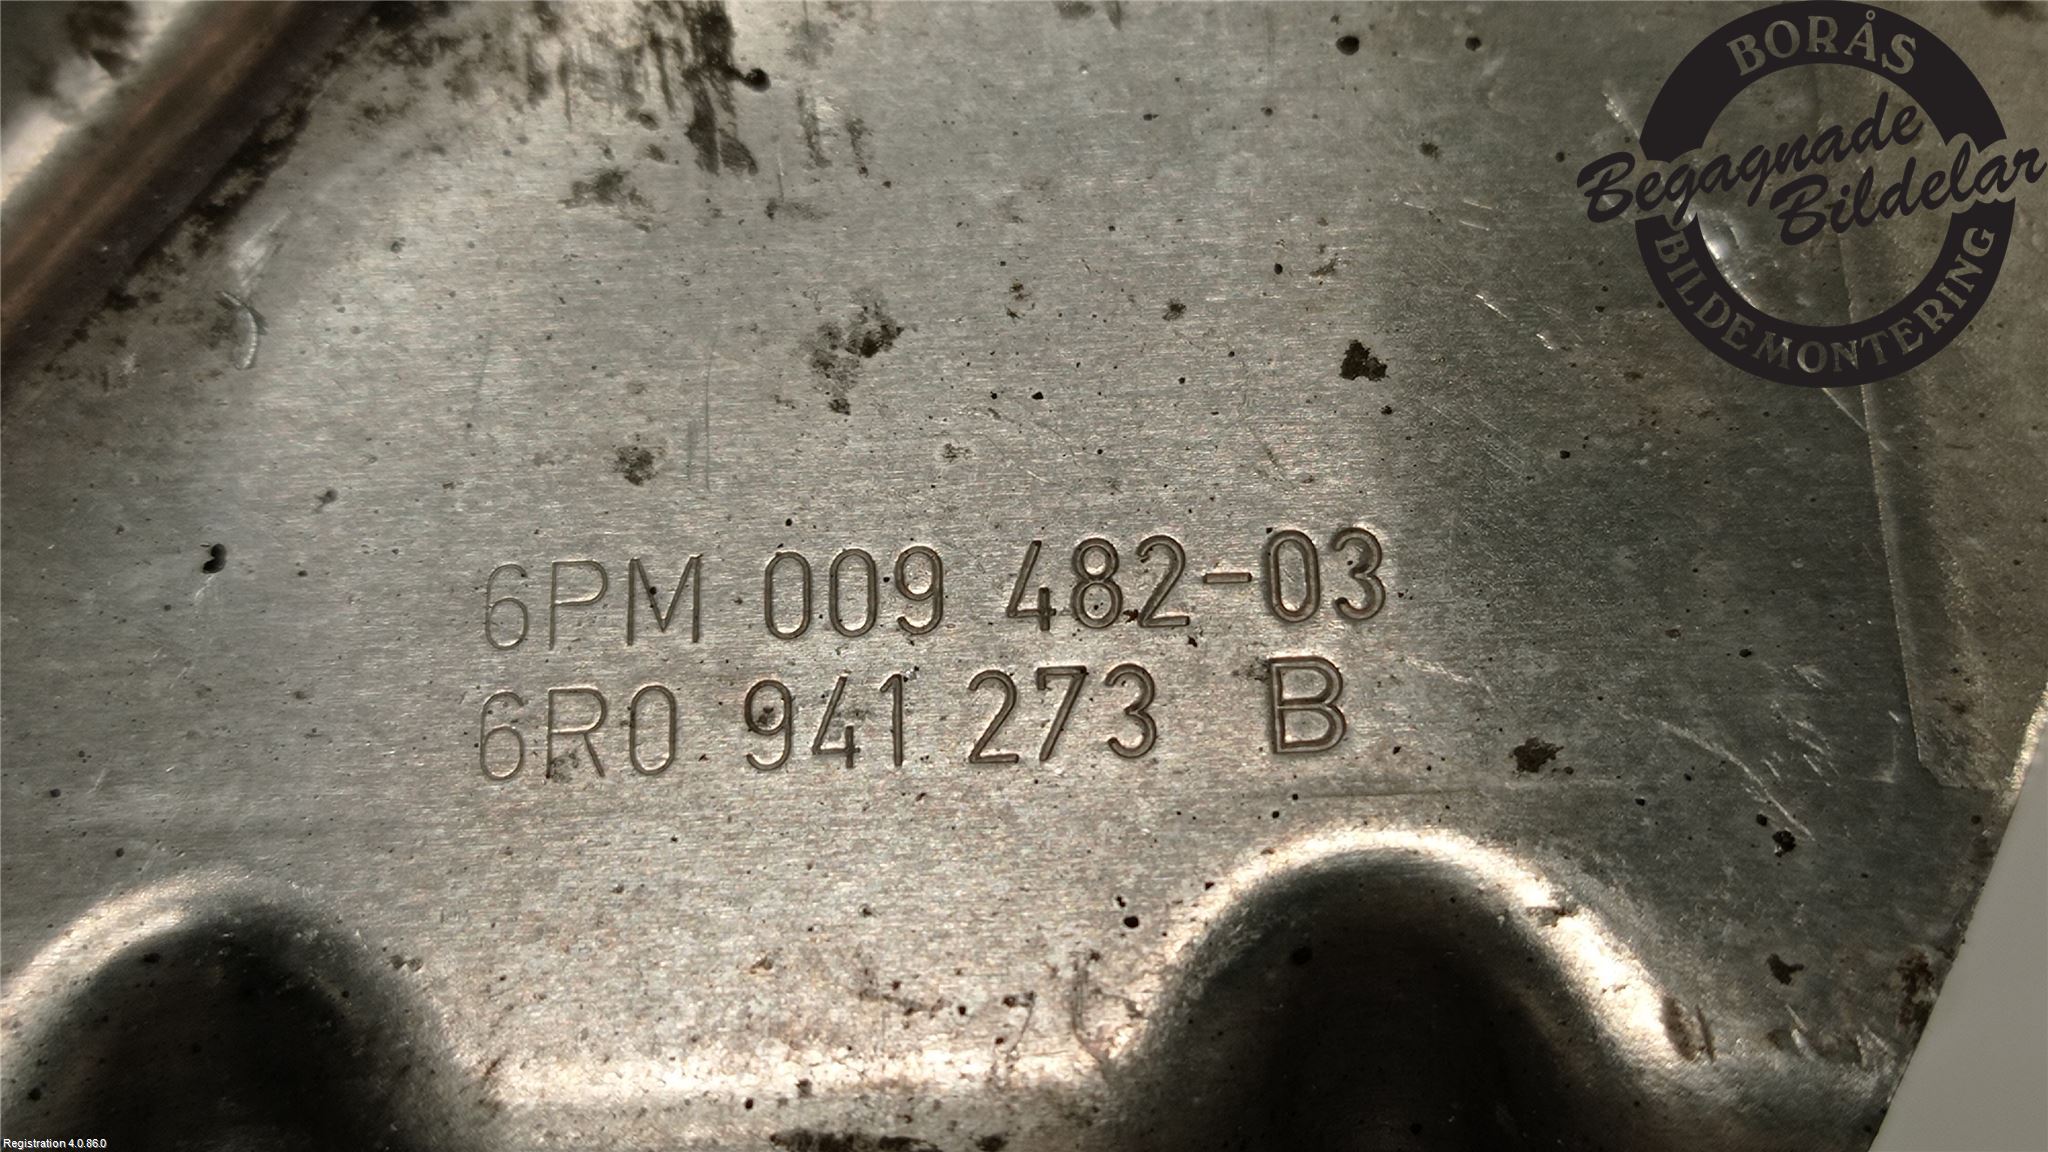 BORÅS
Begagnade
Bildelar
BILDEMONTERING
6PM 009 482-03
6R0 941 273 B
Registration 4.0.86.0